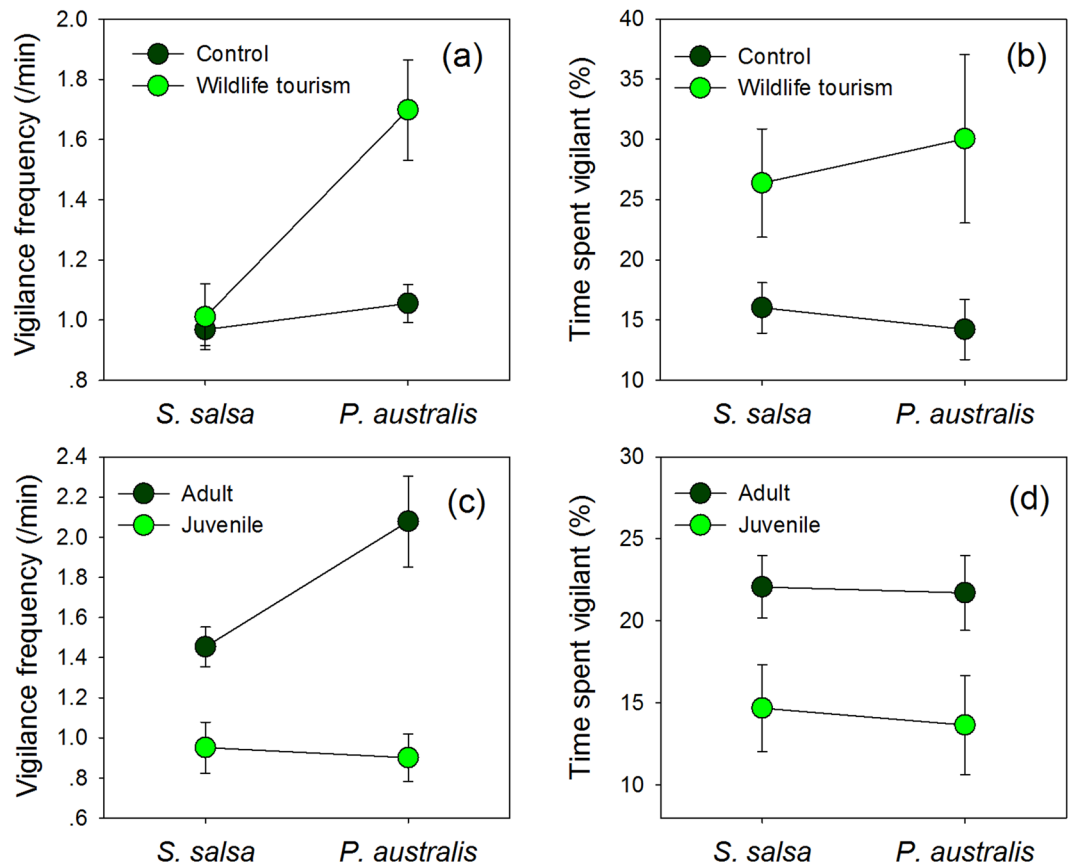 Vigilance frequency (/min)
2.0
1.8
1.6
1.4
1.2
1.0
.8
Control
Wildlife tourism
(a)
S. salsa
P. australis
Time spent vigilant (%)
40
35
30
25
20
15
10
Control
Wildlife tourism
(b)
S. salsa
P. australis
Vigilance frequency (/min)
2.4
2.2
2.0
1.8
1.6
1.4
1.2
1.0
.8
.6
Adult
Juvenile
(c)
S. salsa
P. australis
Time spent vigilant (%)
30
25
20
15
10
Adult
Juvenile
(d)
S. salsa
P. australis